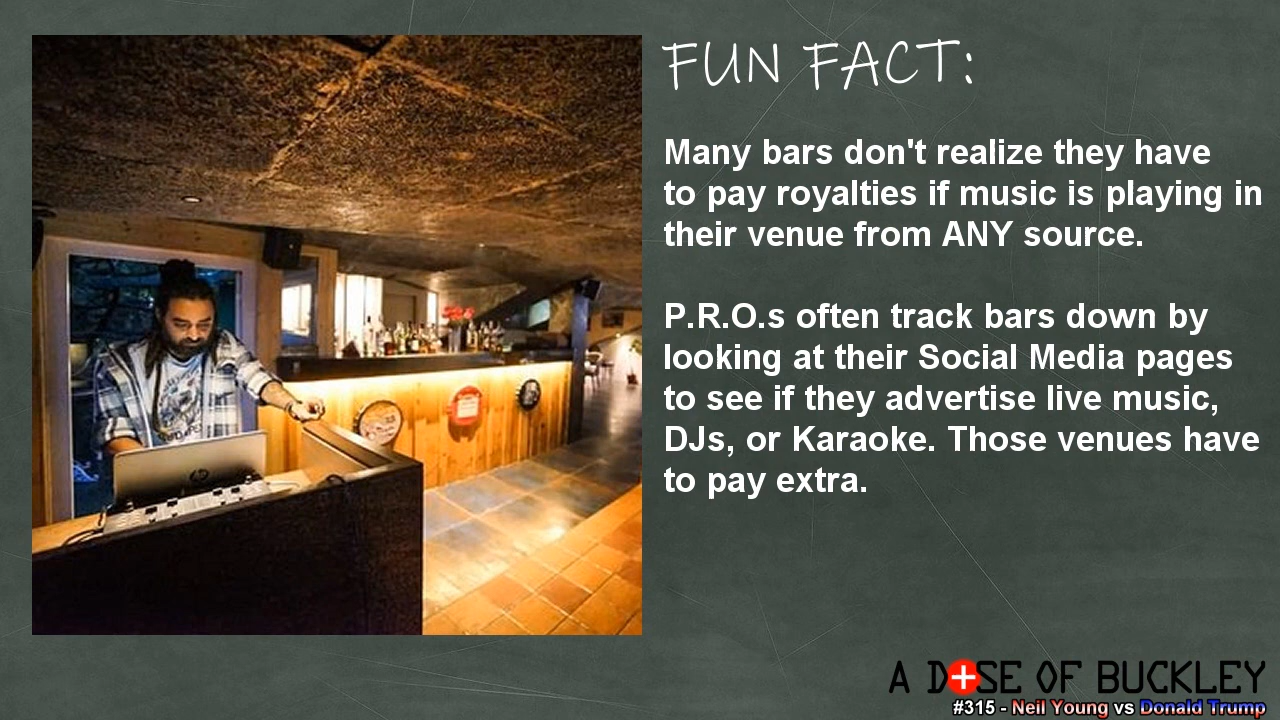 FUN FACT:
Many bars don't realize they have
to pay royalties if music is playing in
their venue from ANY source.
P.R.O.s often track bars down by
looking at their Social Media pages
to see if they advertise live music,
DJs, or Karaoke. Those venues have
to pay extra.
hp
A DOSE OF BUCKLEY
#315 - Neil Young vs Donald Trump